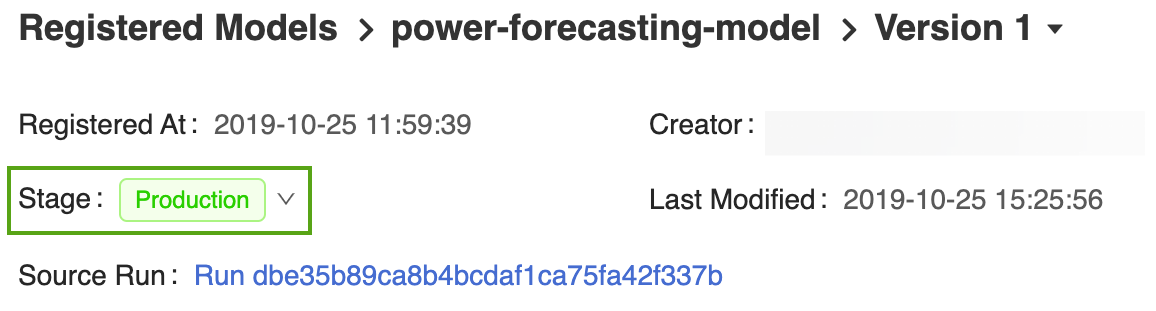 Registered Models > power-forecasting-model > Version 1
Registered At: 2019-10-25 11:59:39 Creator:
Stage: Production Last Modified: 2019-10-25 15:25:56
Source Run: Run dbe35b89ca8b4bcdaf1ca75fa42f337b